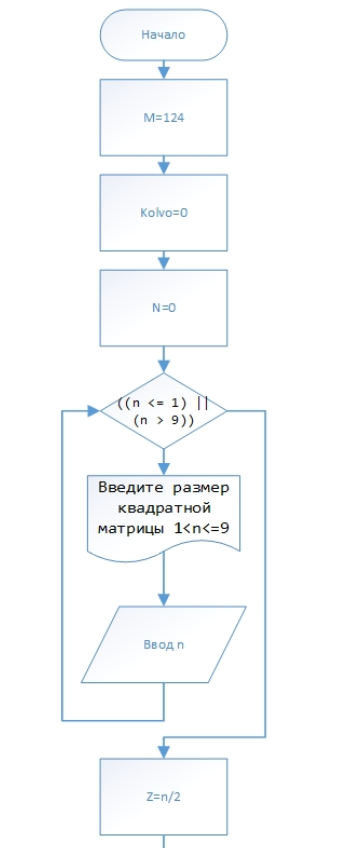 Начало
M=124
Kolvo=0
N=0
((n <= 1) ||
(n > 9))
Введите размер
квадратной
матрицы 1<n<=9
Ввод n
Z=n/2